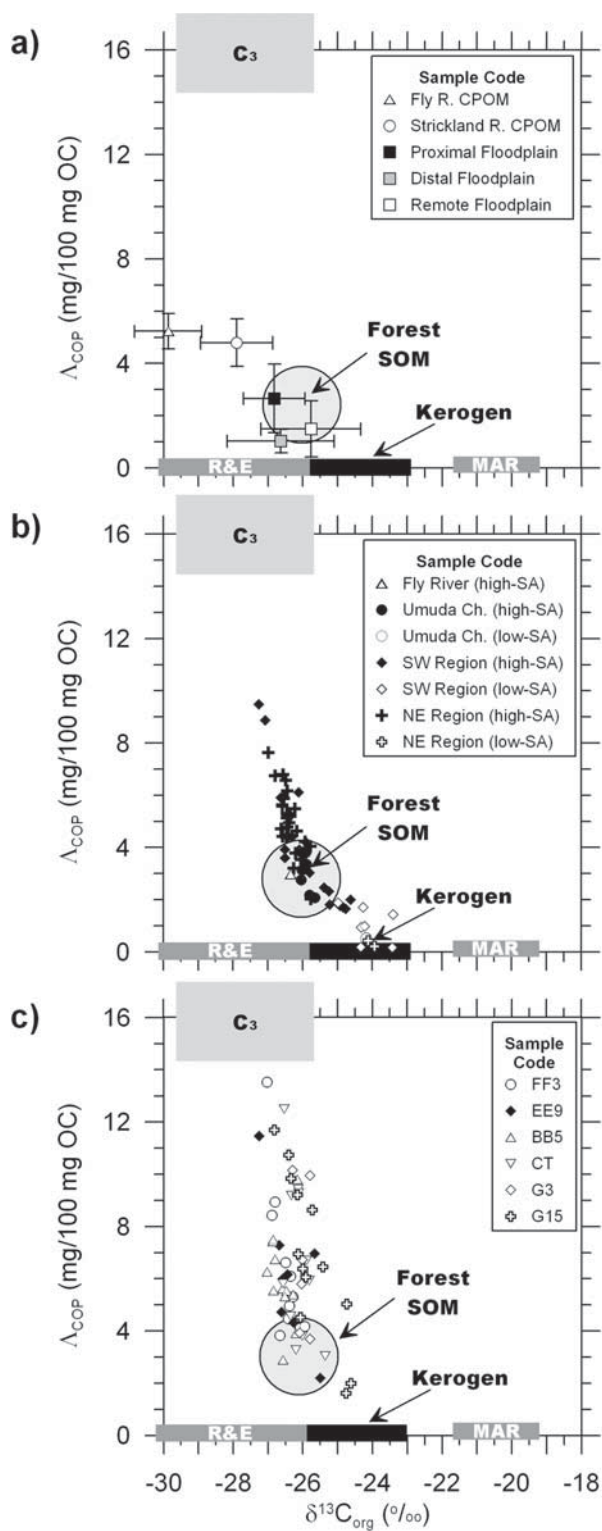 a)
16
12
8
4
0
ΛCOP (mg/100 mg OC)
C3
Sample Code
Fly R. CPOM
Strickland R. CPOM
Proximal Floodplain
Distal Floodplain
Remote Floodplain
Forest
SOM
Kerogen
R&E
MAR
b)
16
12
8
4
0
ΛCOP (mg/100 mg OC)
C3
Sample Code
Fly River (high-SA)
Umuda Ch. (high-SA)
Umuda Ch. (low-SA)
SW Region (high-SA)
SW Region (low-SA)
NE Region (high-SA)
NE Region (low-SA)
Forest
SOM
Kerogen
R&E
MAR
c)
16
12
8
4
0
ΛCOP (mg/100 mg OC)
C3
Sample
Code
FF3
EE9
BB5
CT
G3
G15
Forest
SOM
Kerogen
R&E
MAR
-30 -28 -26 -24 -22 -20 -18
δ13Corg (o/oo)